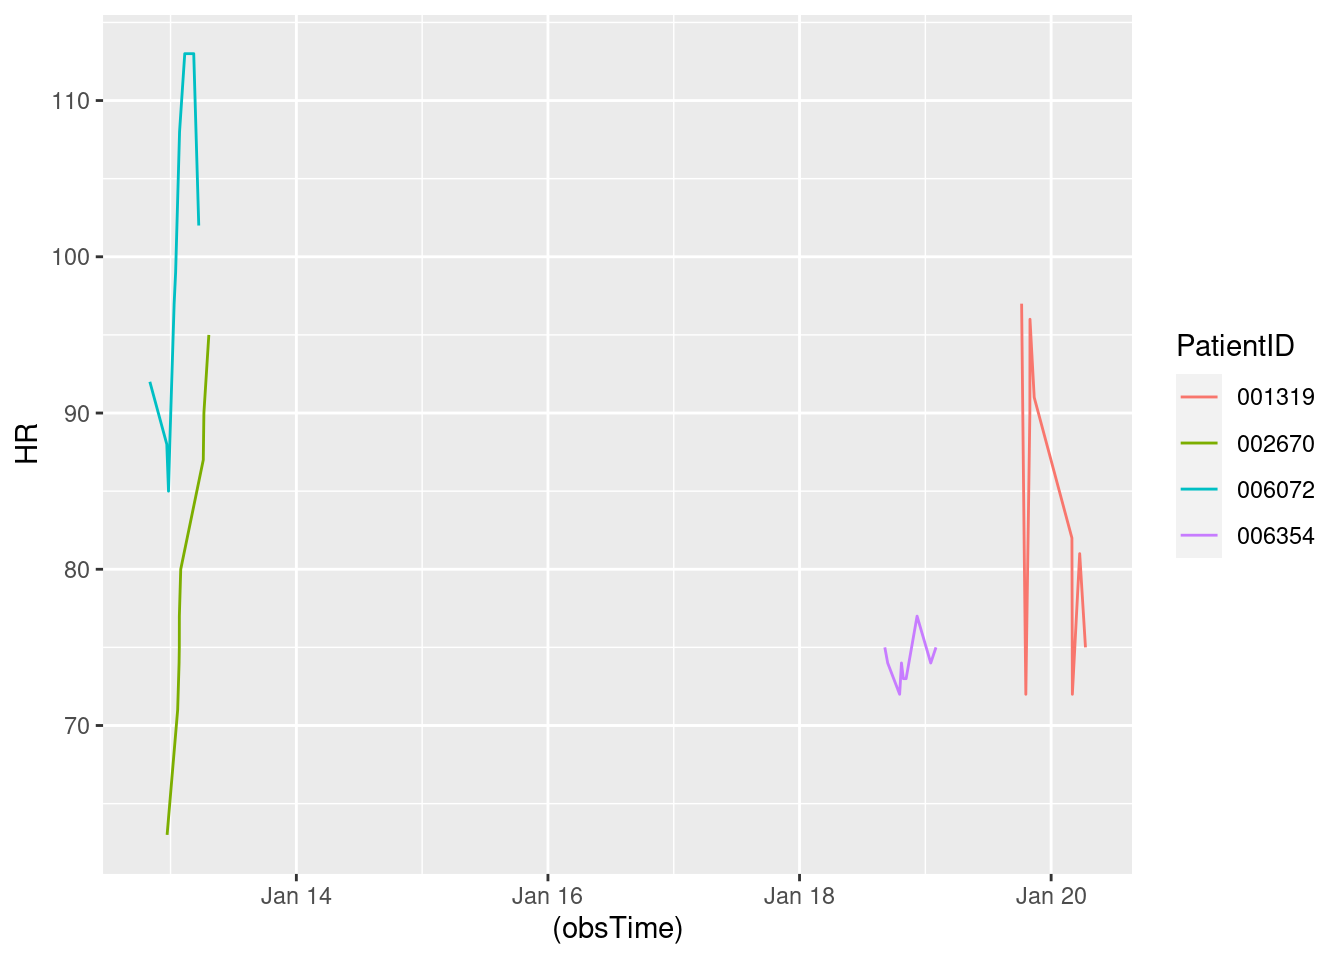 110
100
90
80
70
HR
Jan 14
Jan 16
Jan 18
Jan 20
(obsTime)
PatientID
001319
002670
006072
006354